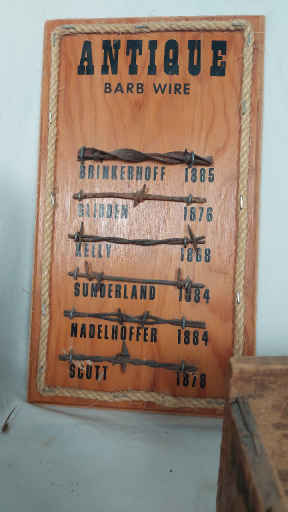 ANTIQUE
BARB WIRE
BRINKERHOFF 1885
GLIDDEN 1876
KELLY 1868
SUNDERLAND 1884
NADELHOFFER 1884
SCUTT 1878